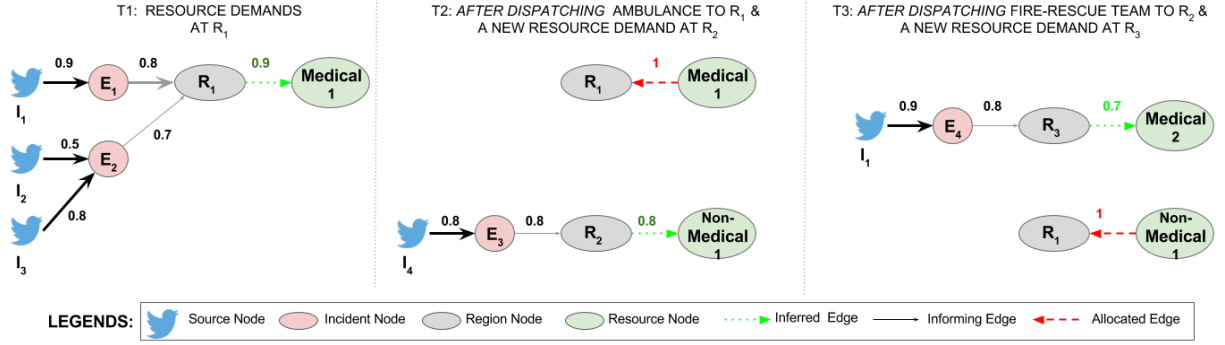 T1: RESOURCE DEMANDS
AT R1
0.9
0.8
0.9
E1
R1
Medical
1
I1
0.7
0.5
E2
I2
0.8
I3
T2: AFTER DISPATCHING AMBULANCE TO R1 &
A NEW RESOURCE DEMAND AT R2
1
R1
Medical
1
0.8
0.8
0.8
E3
R2
Non-
Medical
1
I4
T3: AFTER DISPATCHING FIRE-RESCUE TEAM TO R2 &
A NEW RESOURCE DEMAND AT R3
0.9
0.8
0.7
E4
R3
Medical
2
I1
1
R1
Non-
Medical
1
LEGENDS: Source Node Incident Node Region Node Resource Node Inferred Edge Informing Edge Allocated Edge